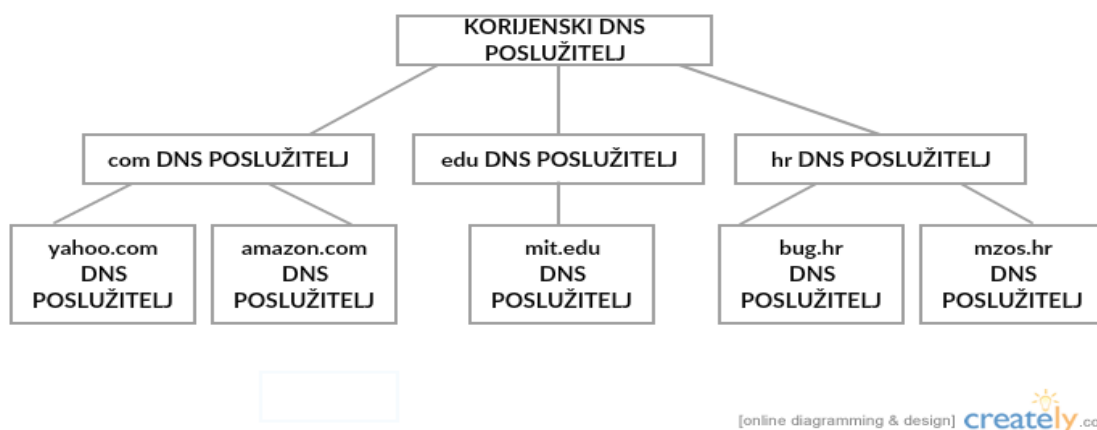 KORIJENSKI DNS
POSLUŽITELJ
com DNS POSLUŽITELJ
edu DNS POSLUŽITELJ
hr DNS POSLUŽITELJ
yahoo.com
DNS
POSLUŽITELJ
amazon.com
DNS
POSLUŽITELJ
mit.edu
DNS
POSLUŽITELJ
bug.hr
DNS
POSLUŽITELJ
mzos.hr
DNS
POSLUŽITELJ
[online diagramming & design] creately.co